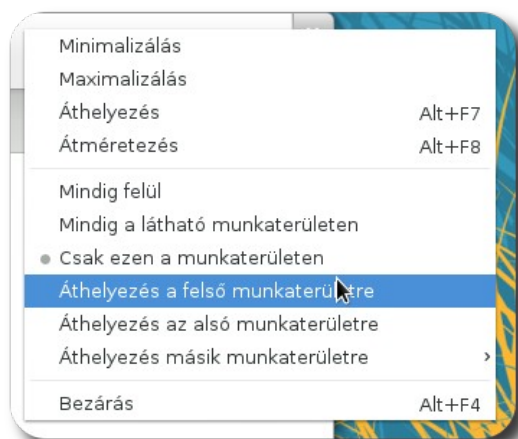 Minimalizálás
Maximalizálás
Áthelyezés Alt+F7
Átméretezés Alt+F8
Mindig felül
Mindig a látható munkaterületen
Csak ezen a munkaterületen
Áthelyezés a felső munkaterületre
Áthelyezés az alsó munkaterületre
Áthelyezés másik munkaterületre
Bezárás Alt+F4